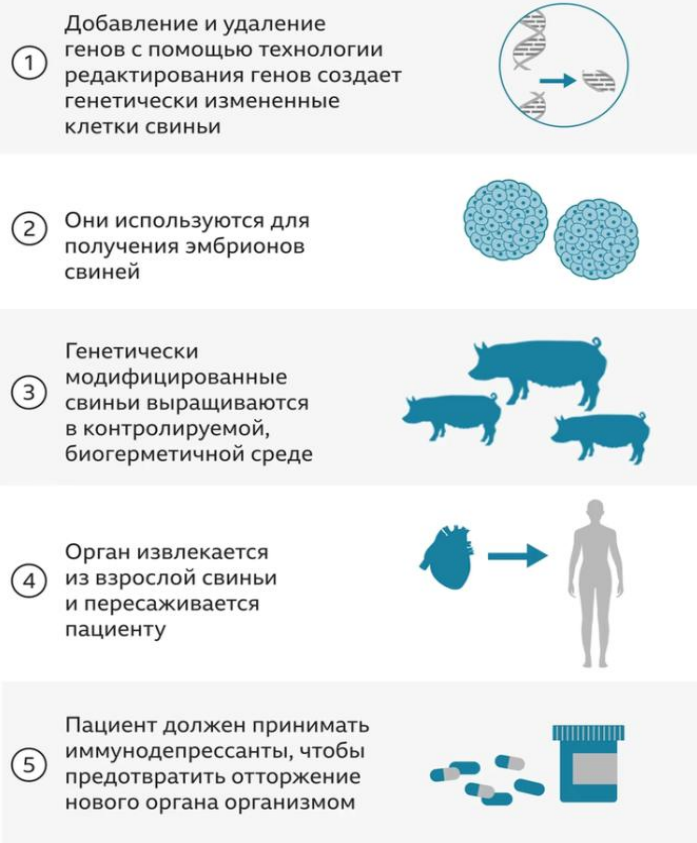 1
Добавление и удаление
генов с помощью технологии
редактирования генов создает
генетически измененные
клетки свиньи
2
Они используются для
получения эмбрионов
свиней
3
Генетически
модифицированные
свиньи выращиваются
в контролируемой,
биогерметичной среде
4
Орган извлекается
из взрослой свиньи
и пересаживается
пациенту
5
Пациент должен принимать
иммунодепрессанты, чтобы
предотвратить отторжение
нового органа организмом